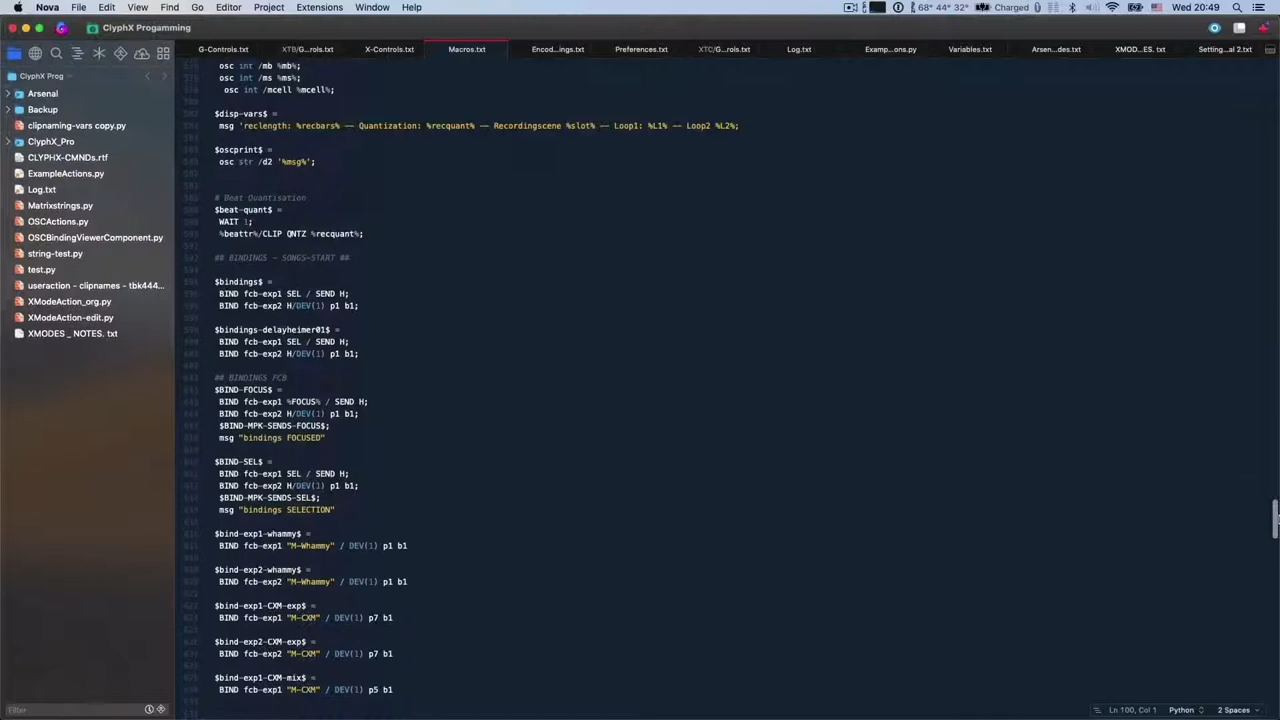 Nova File Edit View Find Go Editor Project Extensions Window Help
68° 44° 32° Charged Wed 20:49
ClyphX Progamming
G-Controls.txt XTB/G...rols.txt X-Controls.txt Macros.txt Encod...ings.txt Preferences.txt XTC/G...rols.txt Log.txt Examp...ons.py Variables.txt Arsen...des.txt XMOD...ES. txt Setting...al 2.txt
ClyphX Prog
Arsenal
Backup
clipnaming-vars copy.py
ClyphX_Pro
CLYPHX-CMNDs.rtf
ExampleActions.py
Log.txt
Matrixstrings.py
OSCActions.py
OSCBindingViewerComponent.py
string-test.py
test.py
useraction - clipnames - tbk444...
XModeAction_org.py
XModeAction-edit.py
XMODES _ NOTES. txt
Filter
osc int /mb %mb%;
osc int /ms %ms%;
osc int /mcell %mcell%;
$disp-vars$ =
msg 'reclength: %recbars% -- Quantization: %recquant% -- Recordingscene %slot% -- Loop1: %L1% -- Loop2 %L2%;
$oscprint$ =
osc str /d2 '%msg%';
# Beat Quantisation
$beat-quant$ =
WAIT 1;
%beattr%/CLIP QNTZ %recquant%;
## BINDINGS - SONGS-START ##
$bindings$ =
BIND fcb-exp1 SEL / SEND H;
BIND fcb-exp2 H/DEV(1) p1 b1;
$bindings-delayheimer01$ =
BIND fcb-exp1 SEL / SEND H;
BIND fcb-exp2 H/DEV(1) p1 b1;
## BINDINGS FCB
$BIND-FOCUS$ =
BIND fcb-exp1 %FOCUS% / SEND H;
BIND fcb-exp2 H/DEV(1) p1 b1;
$BIND-MPK-SENDS-FOCUS$;
msg "bindings FOCUSED"
$BIND-SEL$ =
BIND fcb-exp1 SEL / SEND H;
BIND fcb-exp2 H/DEV(1) p1 b1;
$BIND-MPK-SENDS-SEL$;
msg "bindings SELECTION"
$bind-exp1-whammy$ =
BIND fcb-exp1 "M-Whammy" / DEV(1) p1 b1
$bind-exp2-whammy$ =
BIND fcb-exp2 "M-Whammy" / DEV(1) p1 b1
$bind-exp1-CXM-exp$ =
BIND fcb-exp1 "M-CXM" / DEV(1) p7 b1
$bind-exp2-CXM-exp$ =
BIND fcb-exp2 "M-CXM" / DEV(1) p7 b1
$bind-exp1-CXM-mix$ =
BIND fcb-exp1 "M-CXM" / DEV(1) p5 b1
Ln 100, Col 1 Python 2 Spaces